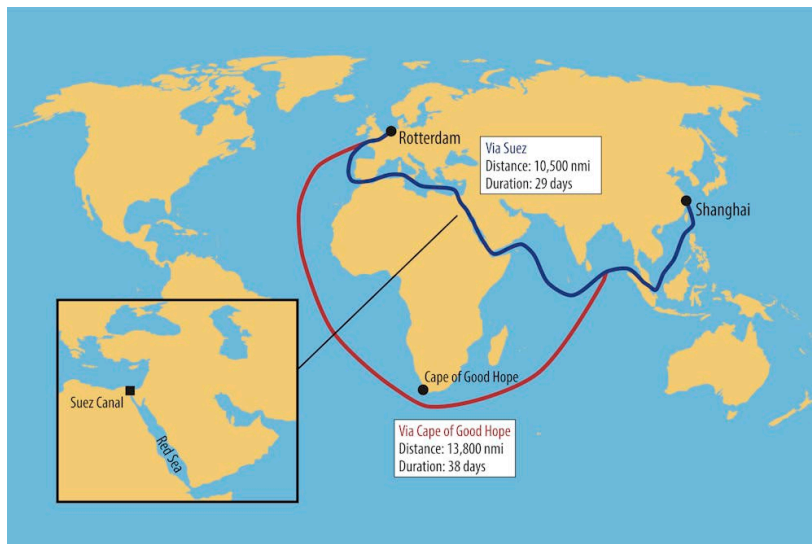 Rotterdam
Via Suez
Distance: 10,500 nmi
Duration: 29 days
Shanghai
Cape of Good Hope
Suez Canal
Red Sea
Via Cape of Good Hope
Distance: 13,800 nmi
Duration: 38 days